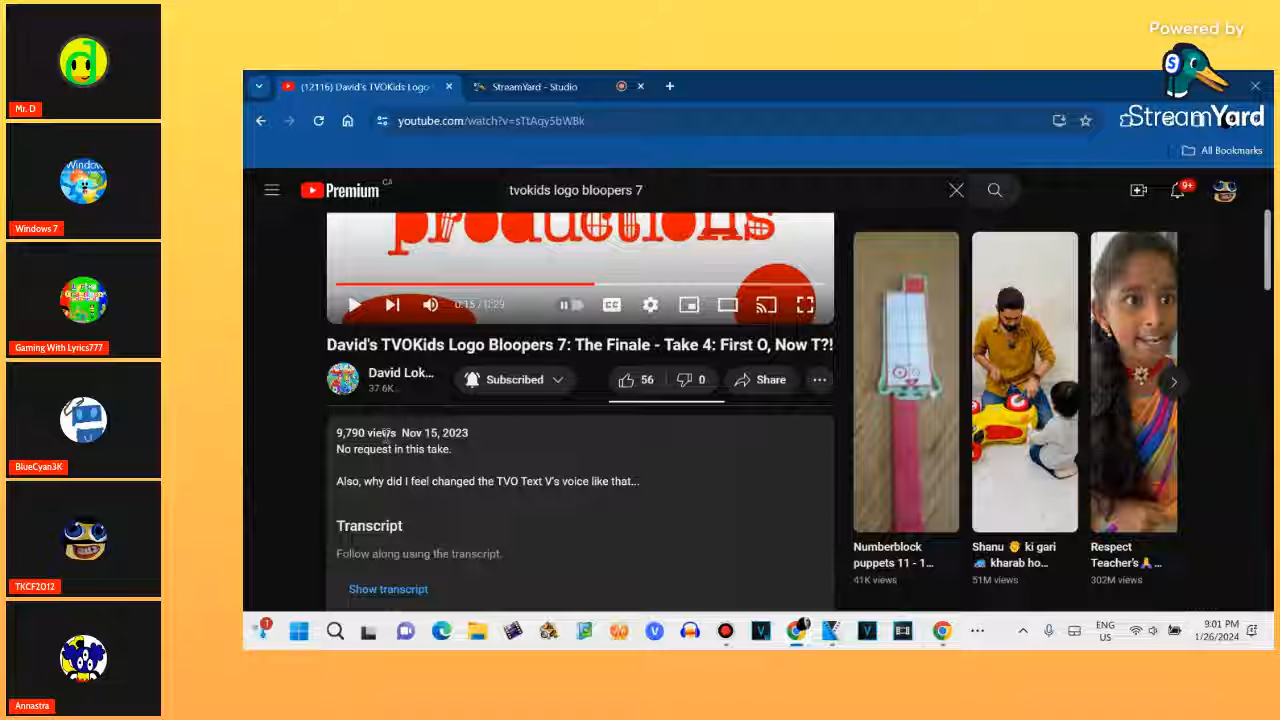 Mr. D
Windows 7
Gaming With Lyrics777
BlueCyan3K
TKCF2012
Annastra
Powered by
StreamYard
(12116) David's TVOKids Logo
StreamYard - Studio
youtube.com/watch?v=sTtAqy5bWBk
All Bookmarks
Premium CA
tvokids logo bloopers 7
9+
productions
0:15 / 0:29
David's TVOKids Logo Bloopers 7: The Finale - Take 4: First O, Now T?!
David Lok...
37.6K
Subscribed
56
0
Share
9,790 views Nov 15, 2023
No request in this take.
Also, why did I feel changed the TVO Text V's voice like that...
Transcript
Follow along using the transcript.
Show transcript
Numberblock
puppets 11 - 1...
41K views
Shanu 👦 ki gari
🚙 kharab ho...
51M views
Respect
Teacher's 🙏 ...
302M views
ENG
US
9:01 PM
1/26/2024